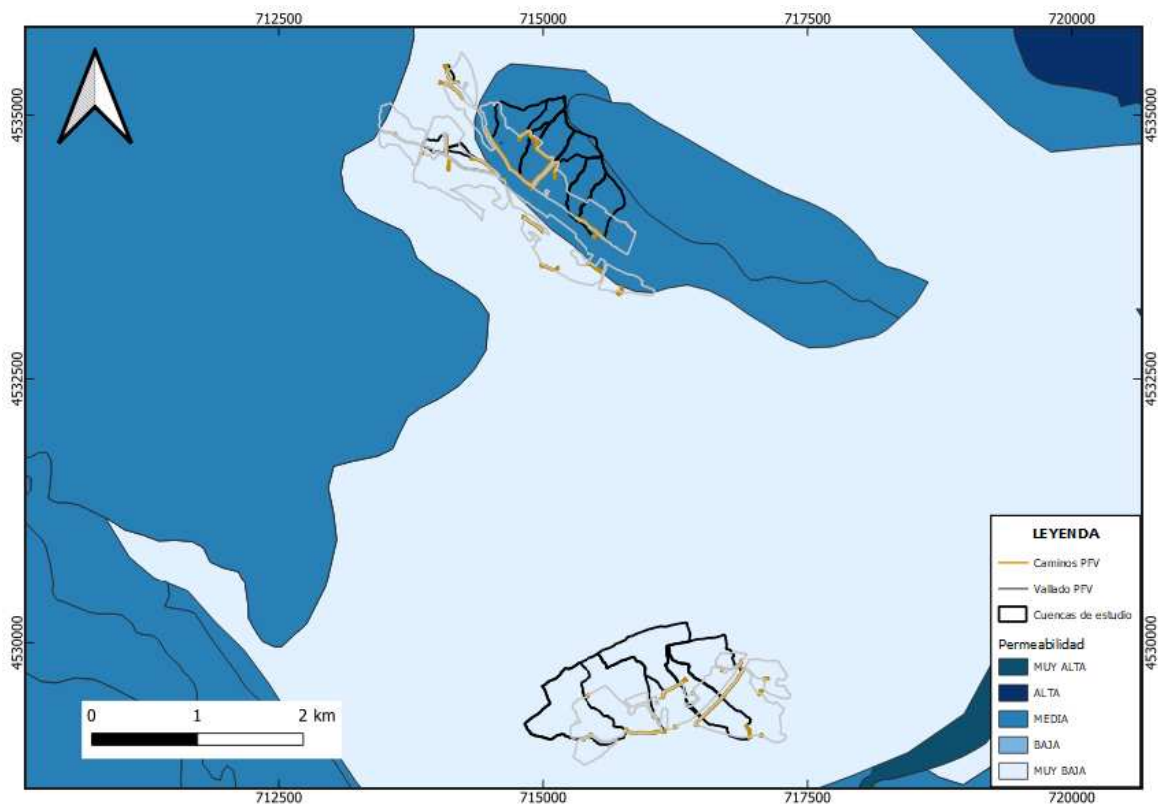 712500 715000 717500 720000
4535000 4535000
4532500 4532500
4530000 4530000
LEYENDA
Caminos PFV
Vallado PFV
Cuencas de estudio
Permeabilidad
MUY ALTA
ALTA
MEDIA
BAJA
MUY BAJA
0 1 2 km
712500 715000 717500 720000